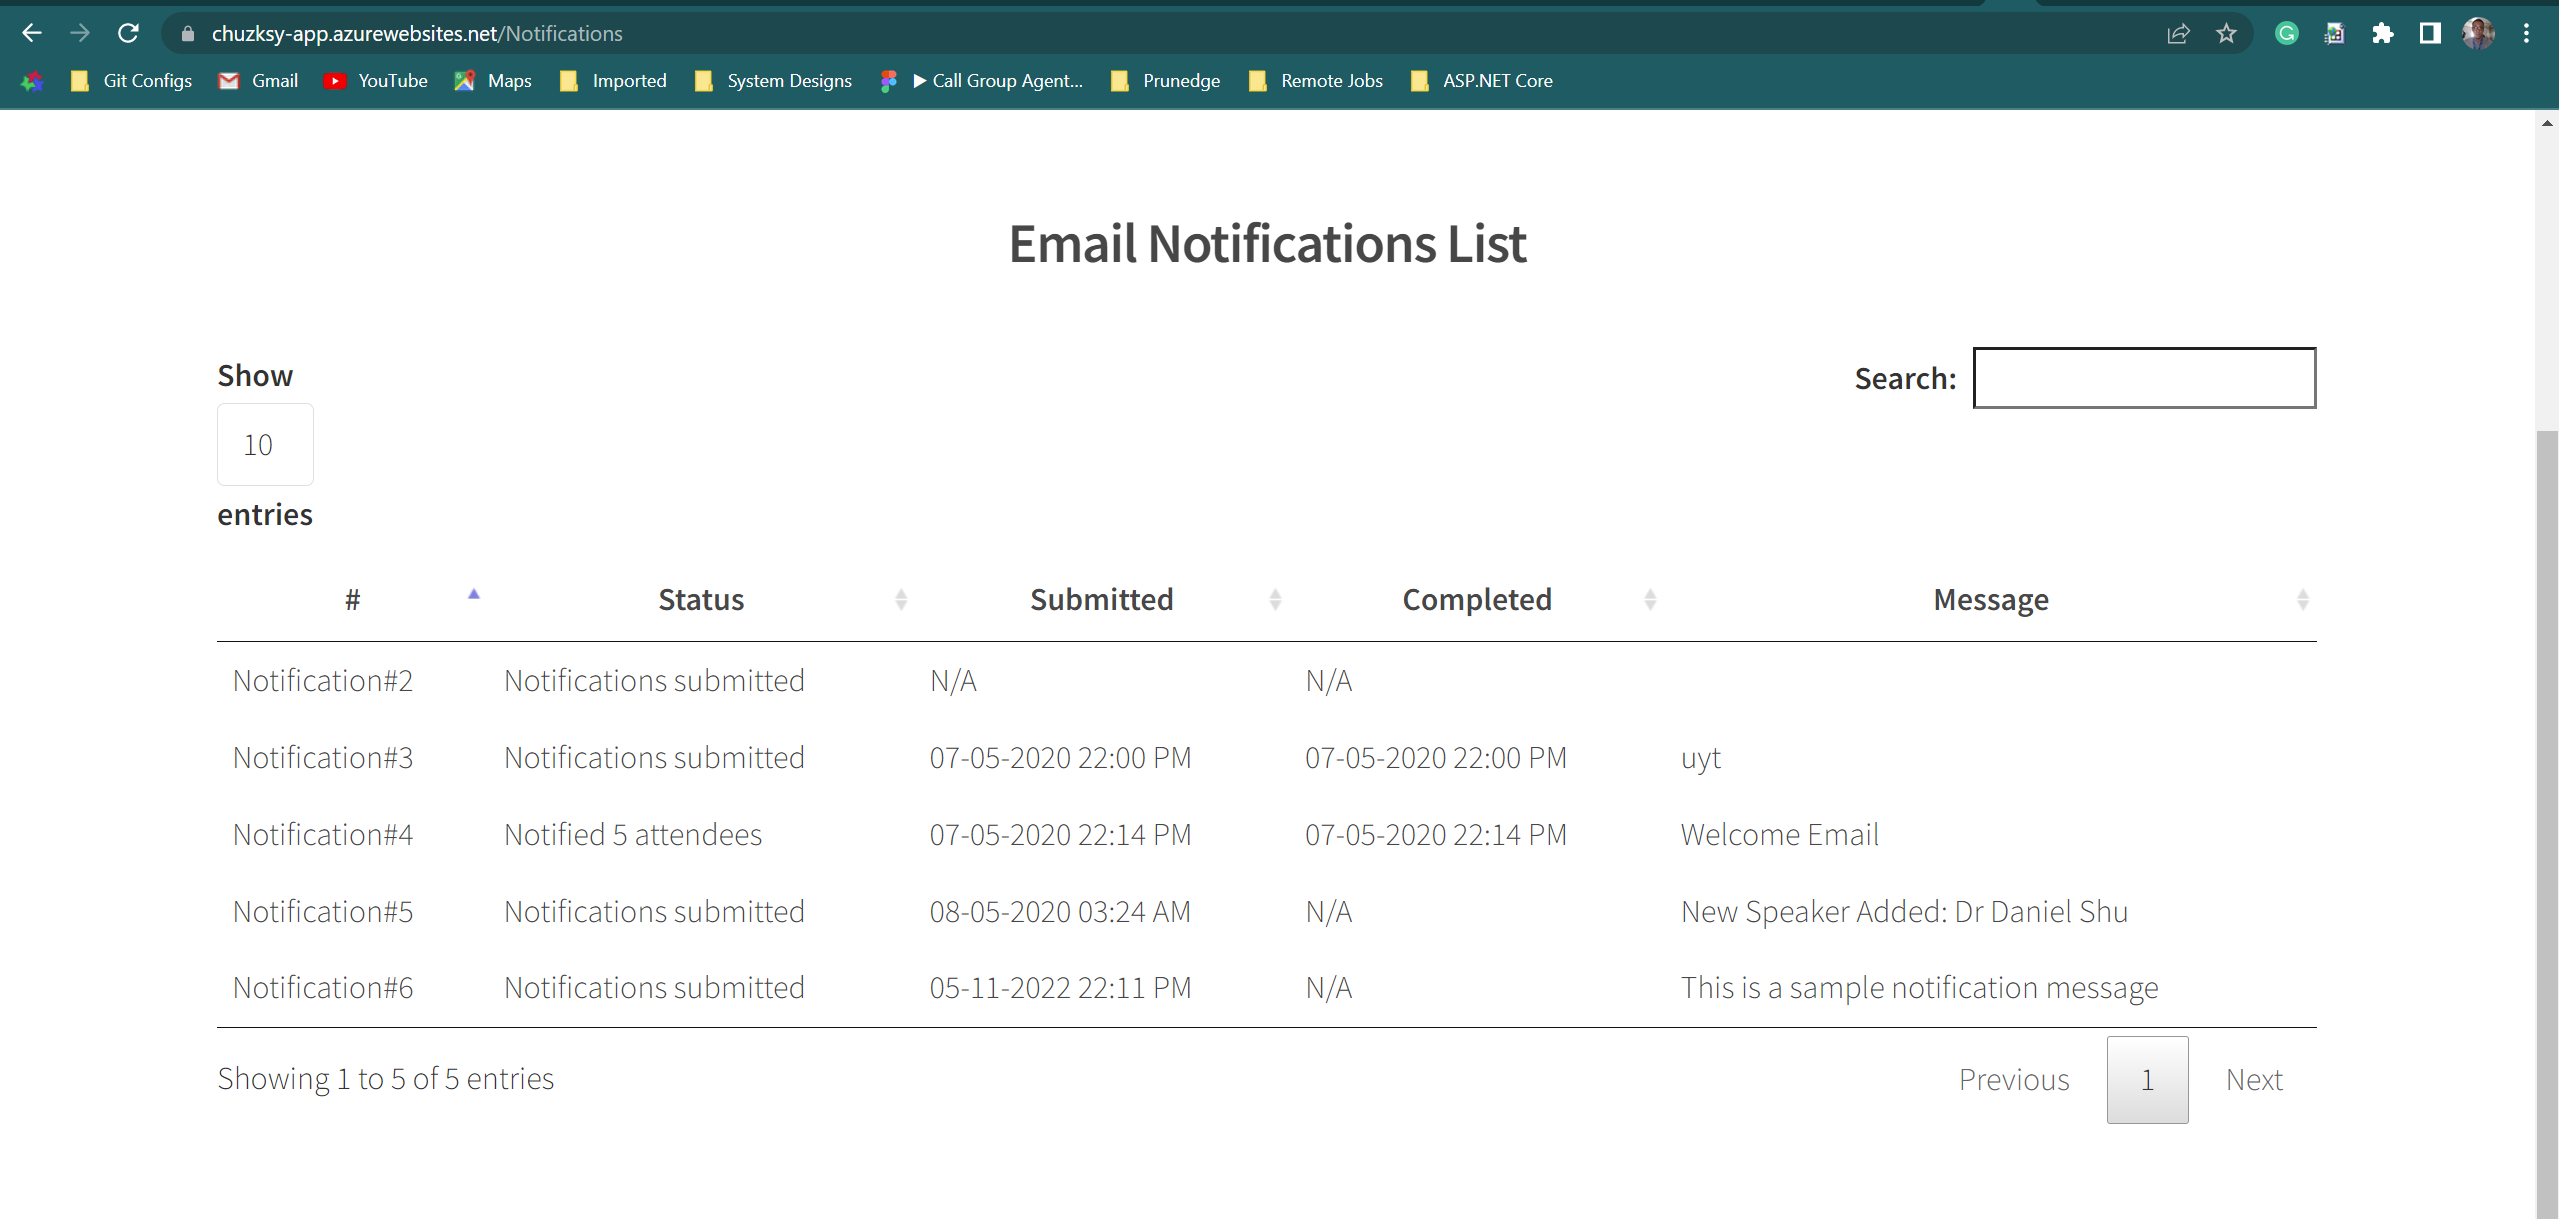 chuzksy-app.azurewebsites.net/Notifications
Git Configs Gmail YouTube Maps Imported System Designs ▶ Call Group Agent... Prunedge Remote Jobs ASP.NET Core
Email Notifications List
Show
10
entries
Search:
# Status Submitted Completed Message
Notification#2 Notifications submitted N/A N/A
Notification#3 Notifications submitted 07-05-2020 22:00 PM 07-05-2020 22:00 PM uyt
Notification#4 Notified 5 attendees 07-05-2020 22:14 PM 07-05-2020 22:14 PM Welcome Email
Notification#5 Notifications submitted 08-05-2020 03:24 AM N/A New Speaker Added: Dr Daniel Shu
Notification#6 Notifications submitted 05-11-2022 22:11 PM N/A This is a sample notification message
Showing 1 to 5 of 5 entries
Previous 1 Next